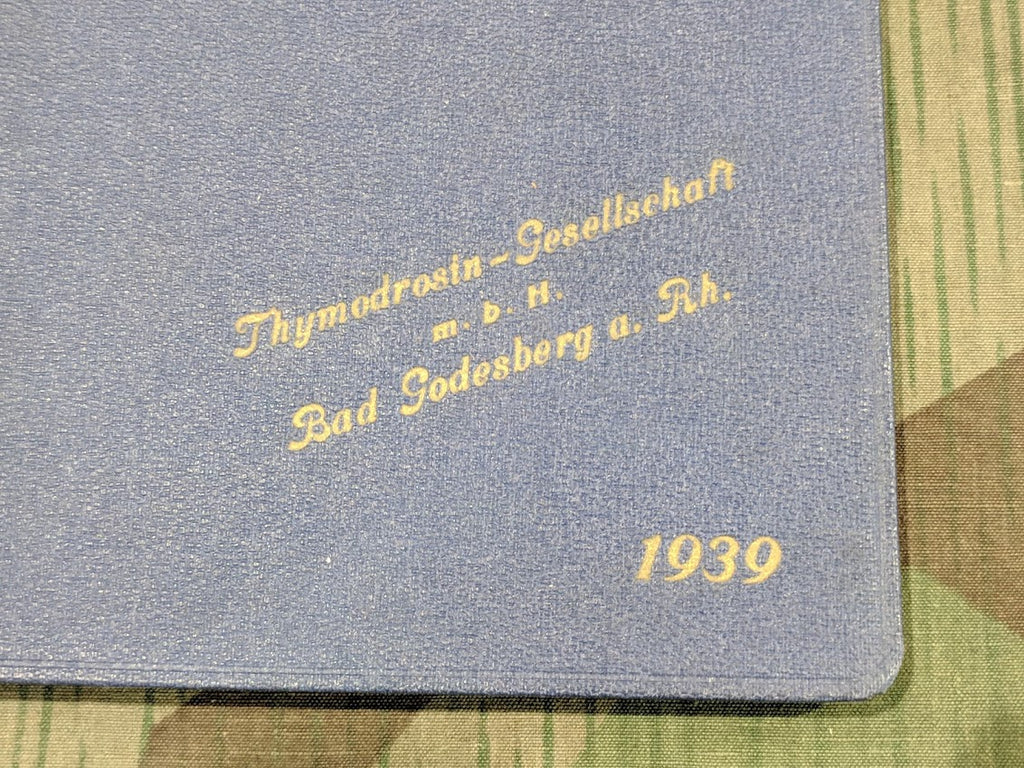 Thymodrosin-Gesellschaft
m. b. H.
Bad Godesberg a. Rh.
1939